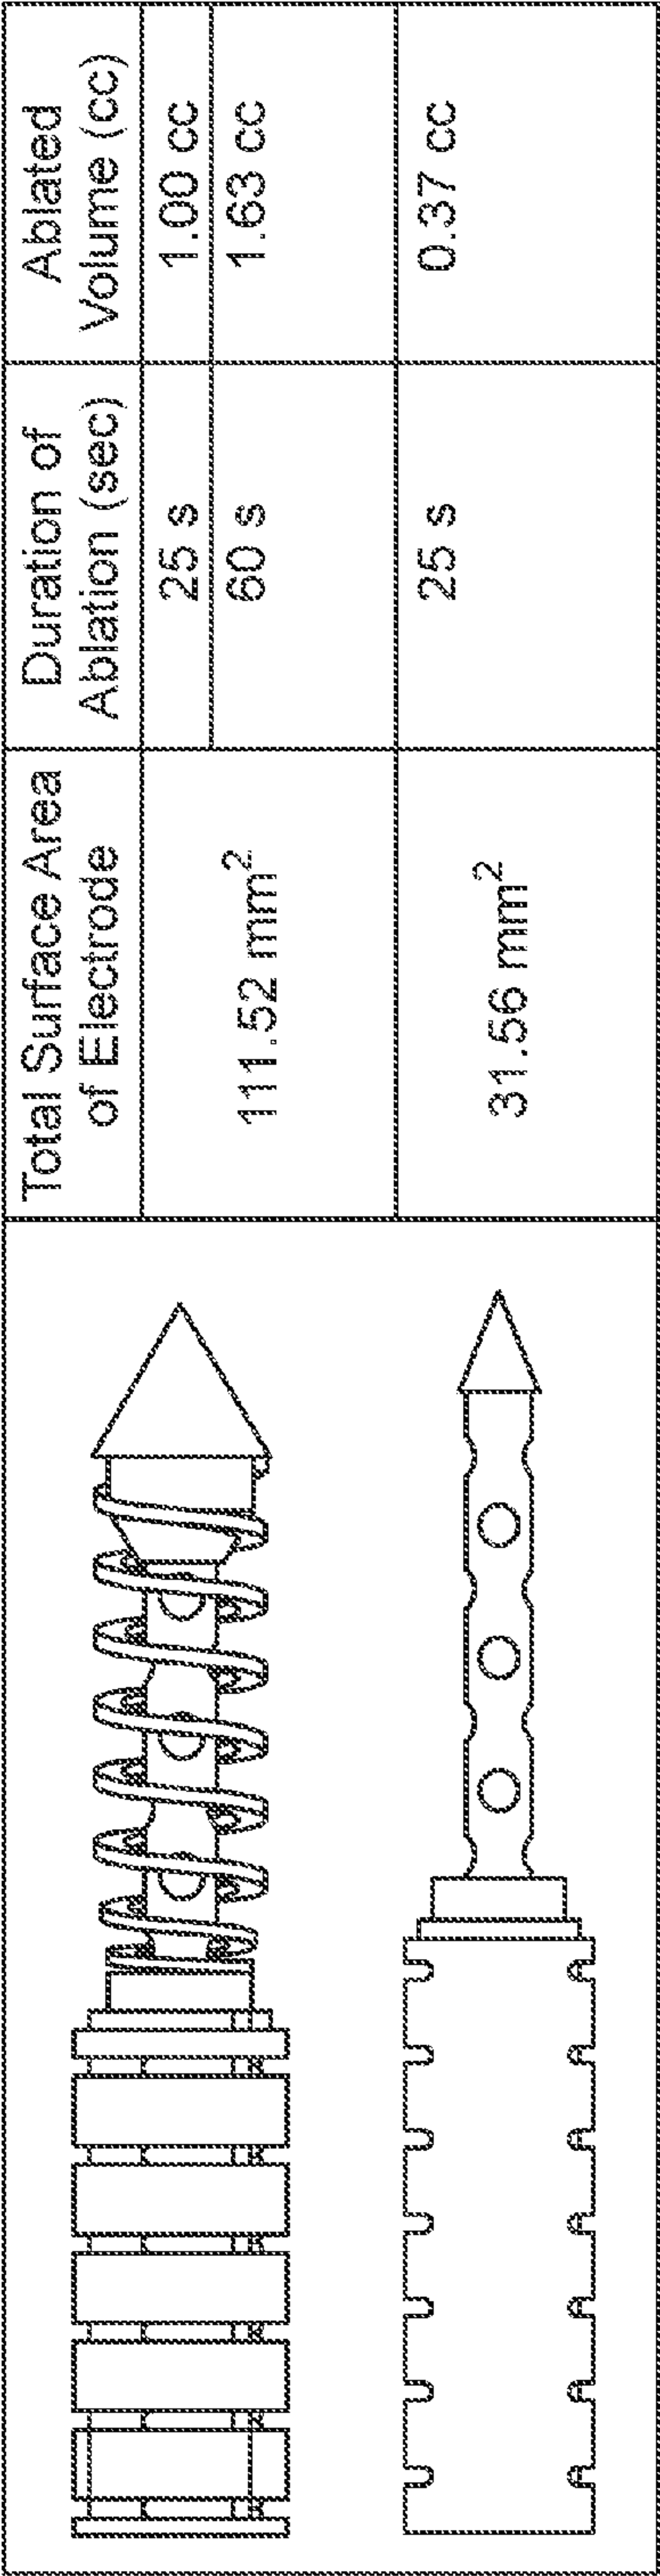 Total Surface Area
of Electrode
Duration of
Ablation (sec)
Ablated
Volume (cc)
111.52 mm²
25 s
1.00 cc
60 s
1.63 cc
31.56 mm²
25 s
0.37 cc